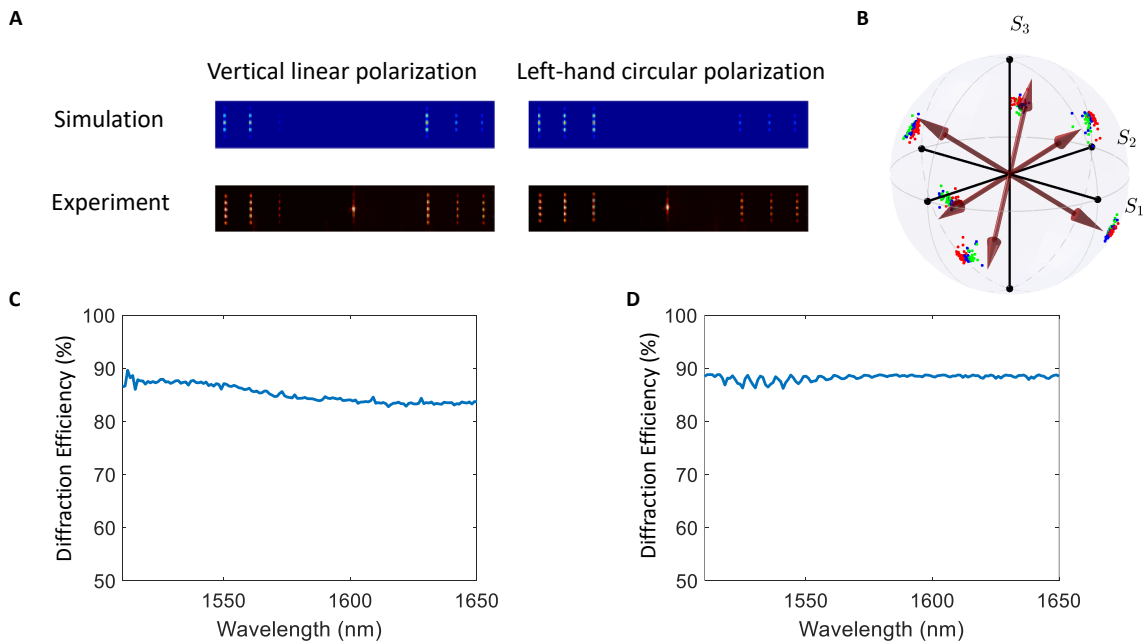 A
B
Vertical linear polarization
Left-hand circular polarization
Simulation
Experiment
S3
S2
S1
C
D
100
90
80
70
60
50
Diffraction Efficiency (%)
1550
1600
1650
Wavelength (nm)
100
90
80
70
60
50
Diffraction Efficiency (%)
1550
1600
1650
Wavelength (nm)